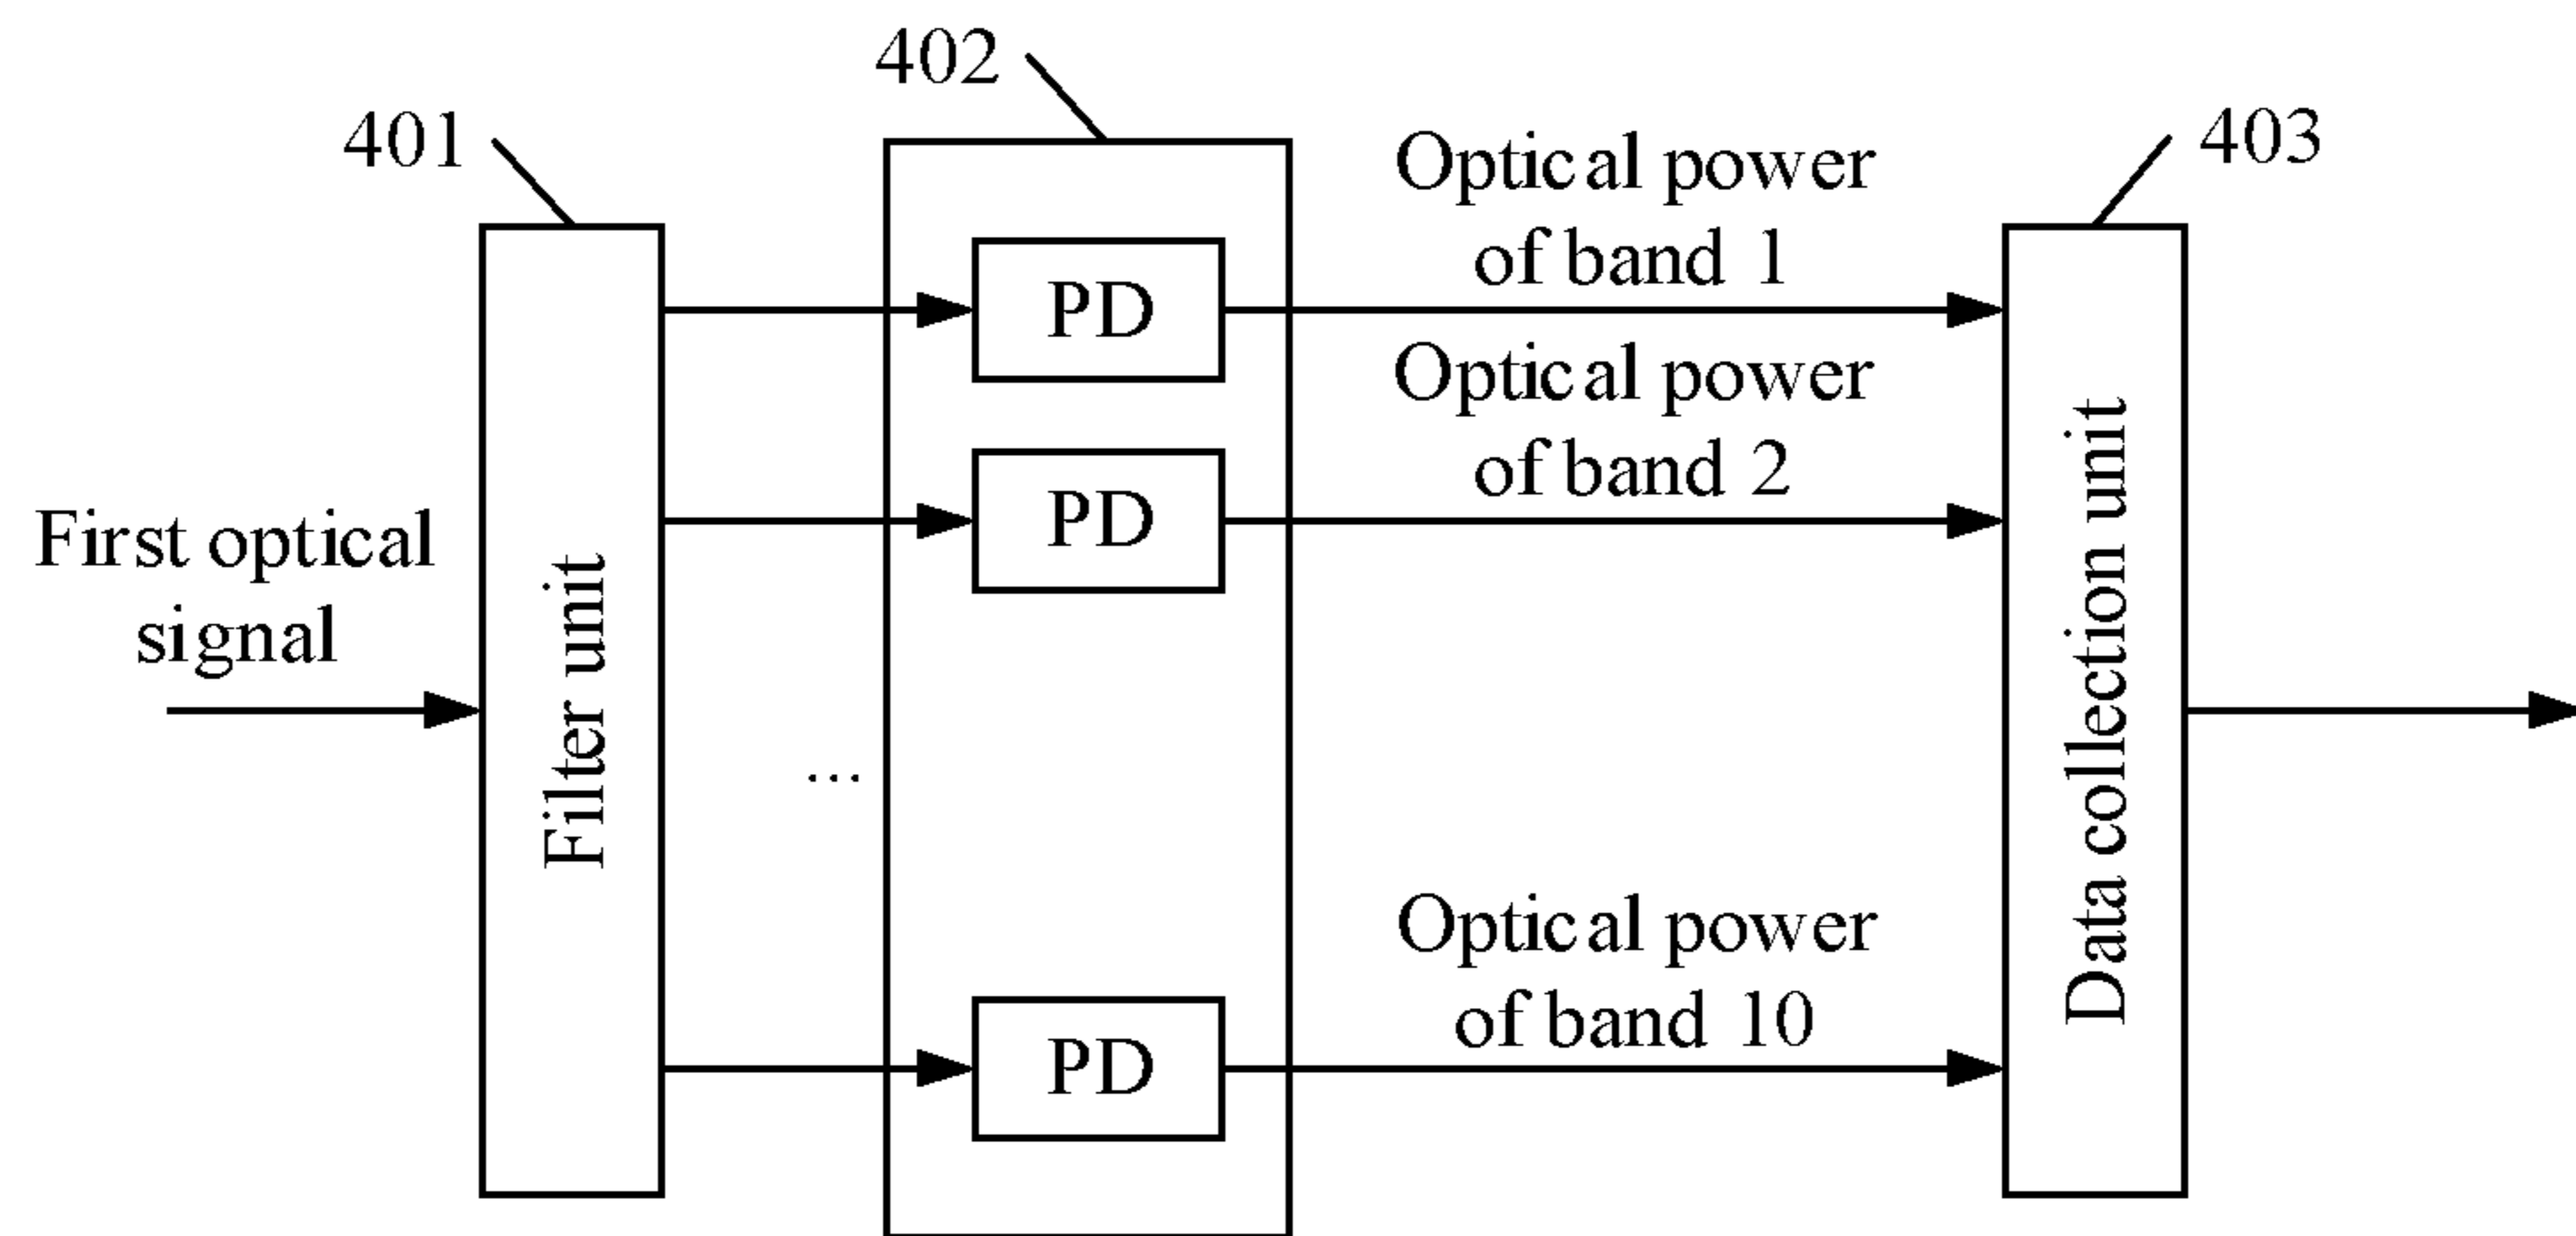 402
401
403
Optical power
of band 1
PD
Optical power
of band 2
PD
First optical
signal
Filter unit
...
Data collection unit
Optical power
of band 10
PD